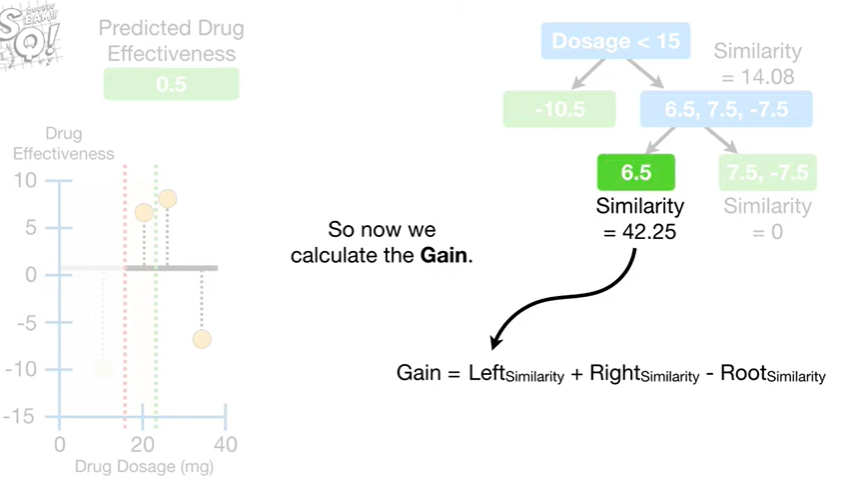 Predicted Drug
Effectiveness
0.5
Drug
Effectiveness
10
5
0
-5
-10
-15
0 20 40
Drug Dosage (mg)
So now we
calculate the Gain.
Dosage < 15
Similarity
= 14.08
-10.5
6.5, 7.5, -7.5
6.5
7.5, -7.5
Similarity
= 42.25
Similarity
= 0
Gain = LeftSimilarity + RightSimilarity - RootSimilarity